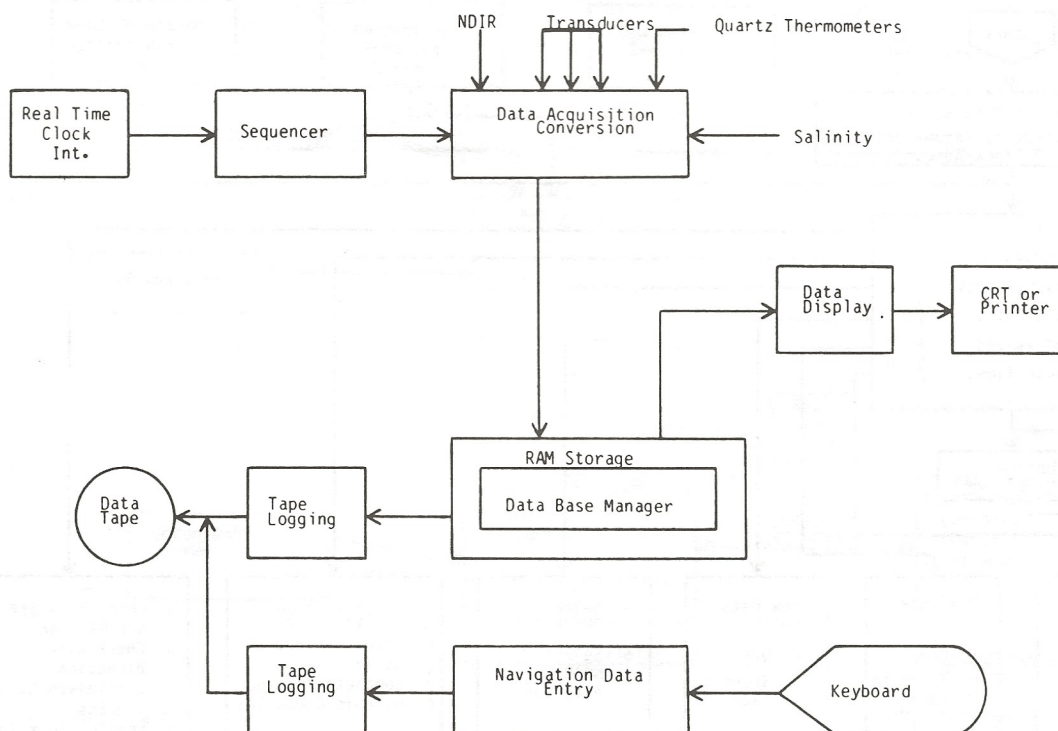 NDIR Transducers Quartz Thermometers
Real Time
Clock
Int.
Sequencer
Data Acquisition
Conversion
Salinity
Data
Display
CRT or
Printer
RAM Storage
Data Base Manager
Tape
Logging
Data
Tape
Tape
Logging
Navigation Data
Entry
Keyboard